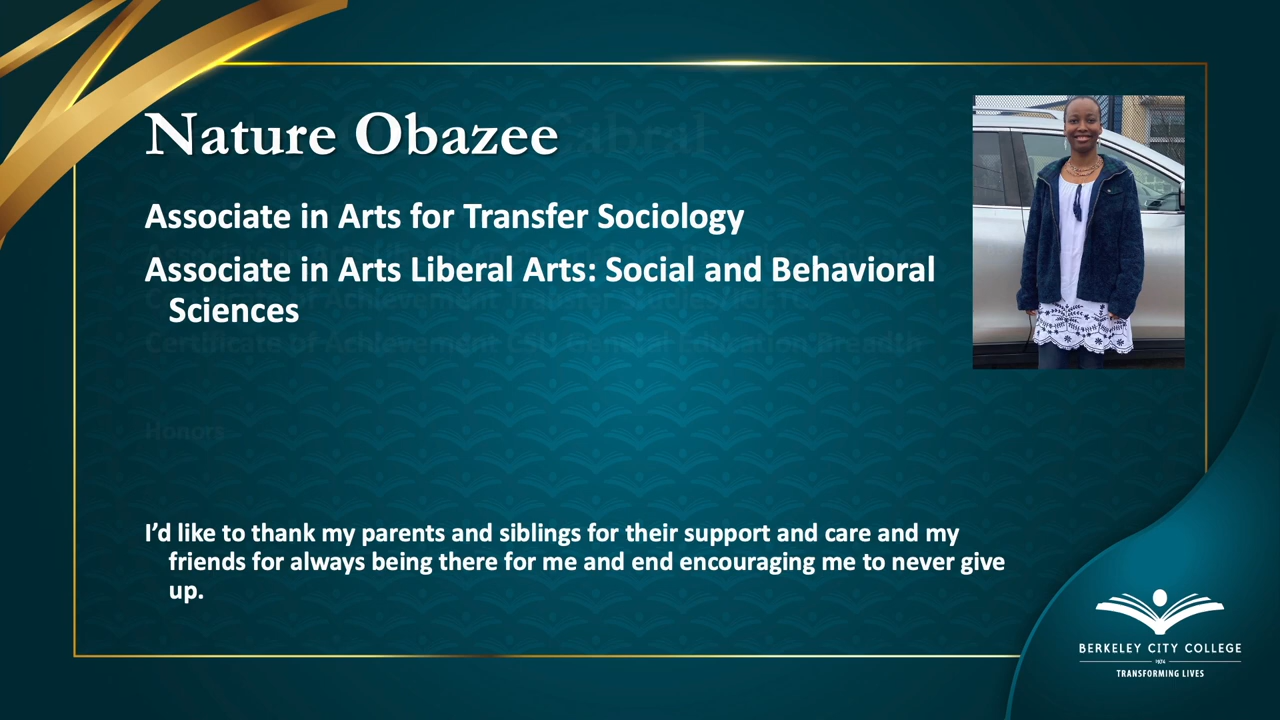 Nature Obazee
Associate in Arts for Transfer Sociology
Associate in Arts Liberal Arts: Social and Behavioral
Sciences
Honors
I’d like to thank my parents and siblings for their support and care and my
friends for always being there for me and end encouraging me to never give
up.
BERKELEY CITY COLLEGE
1974
TRANSFORMING LIVES